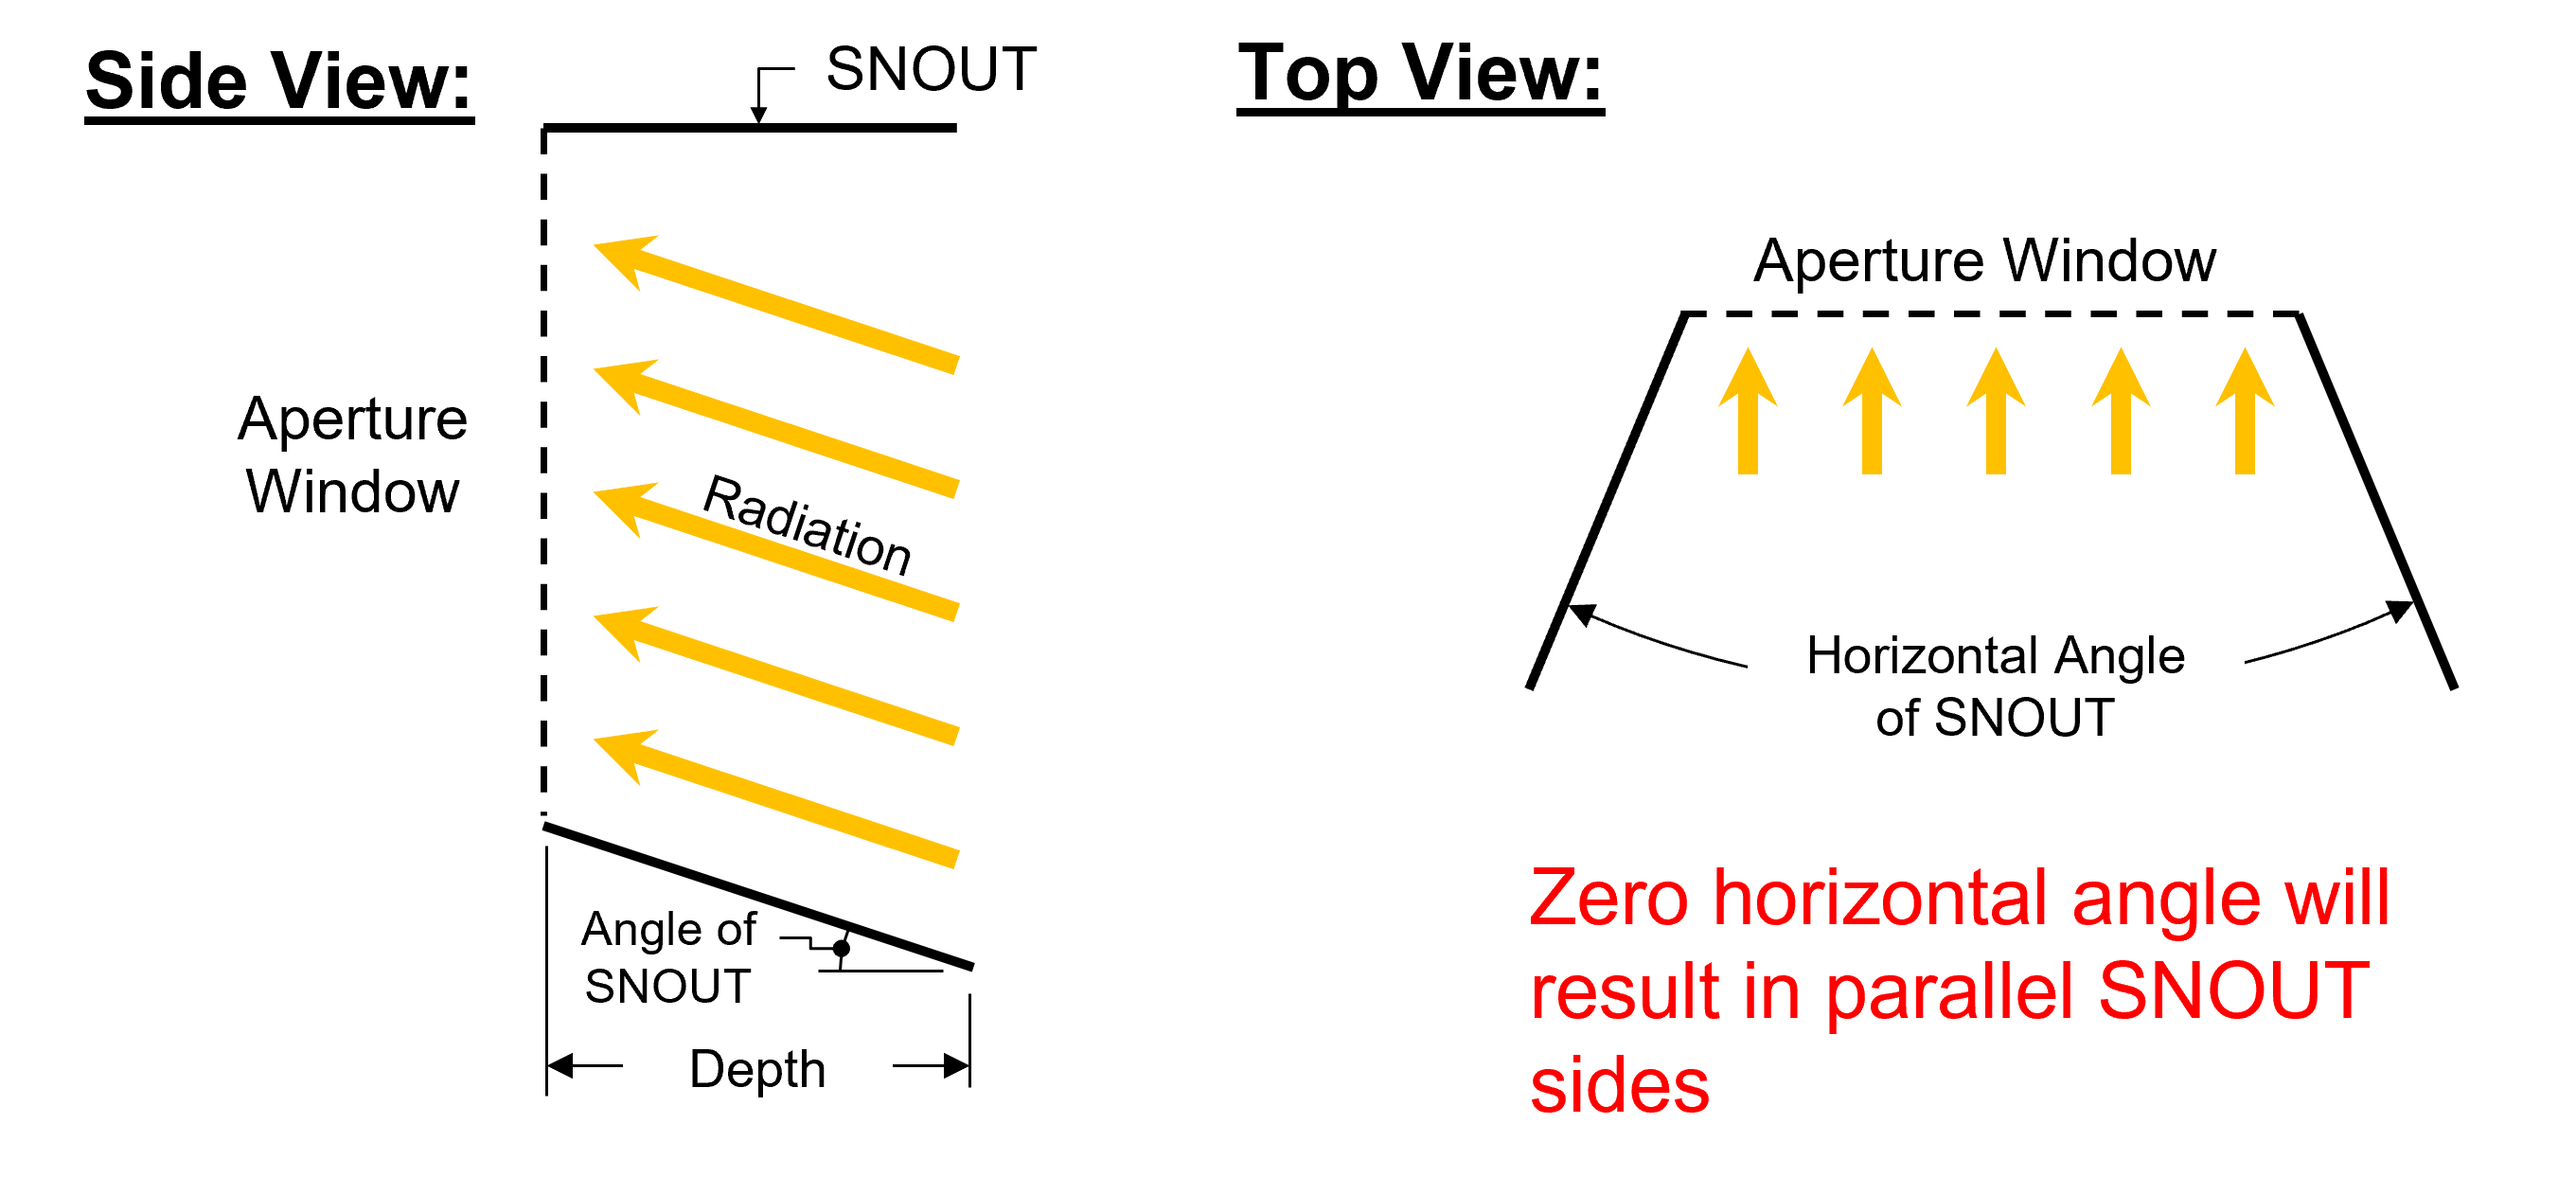 Side View:
SNOUT
Aperture
Window
Radiation
Angle of
SNOUT
Depth
Top View:
Aperture Window
Horizontal Angle
of SNOUT
Zero horizontal angle will
result in parallel SNOUT
sides